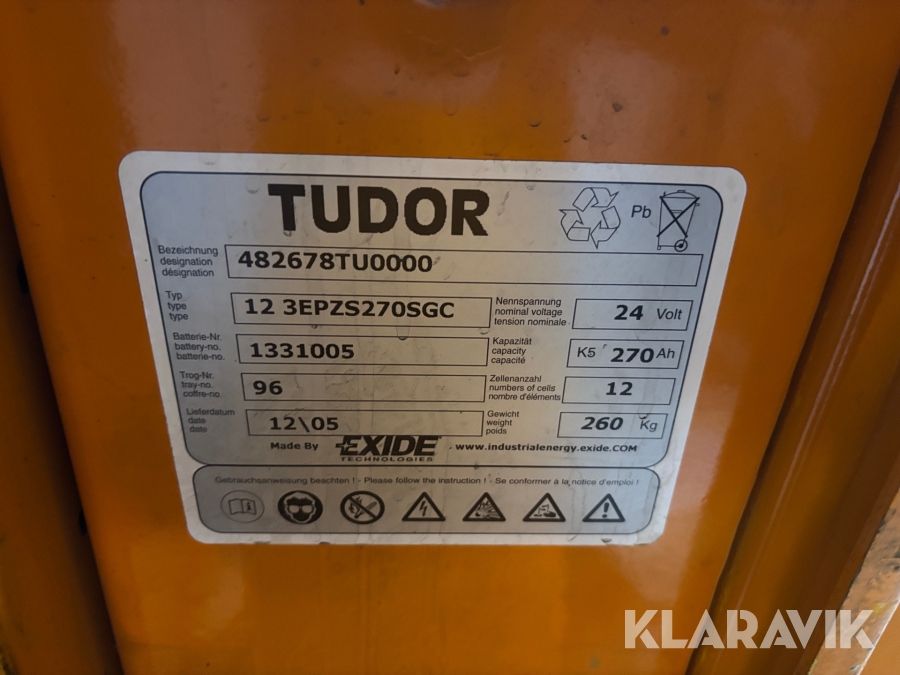 TUDOR
Pb
Bezeichnung
designation
désignation
482678TU0000
Typ
type
type
12 3EPZS270SGC
Nennspannung
nominal voltage
tension nominale
24 Volt
Batterie-Nr.
battery-no.
batterie-no.
1331005
Kapazität
capacity
capacité
K5 270 Ah
Trog-Nr.
tray-no.
coffre-no.
96
Zellenanzahl
numbers of cells
nombre d'éléments
12
Lieferdatum
date
date
12\05
Gewicht
weight
poids
260 Kg
Made By EXIDE TECHNOLOGIES www.industrialenergy.exide.COM
Gebrauchsanweisung beachten ! - Please follow the instruction ! - Se conformer à la notice d'emploi !
KLARAVIK